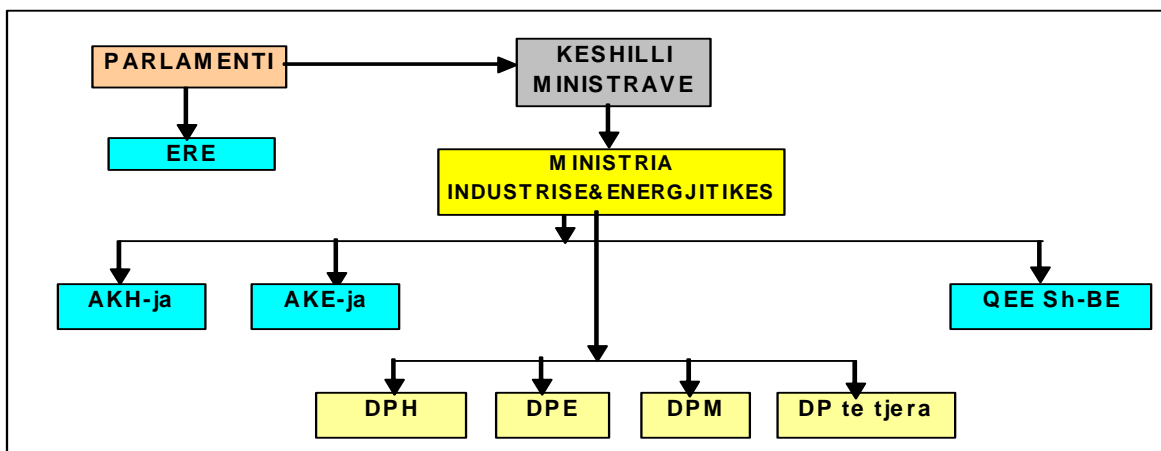 PARLAMENTI
KESHILLI
MINISTRAVE
ERE
MINISTRIA
INDUSTRISE&ENERGJITIKES
AKH-ja
AKE-ja
QEE Sh-BE
DPH
DPE
DPM
DP te tjera